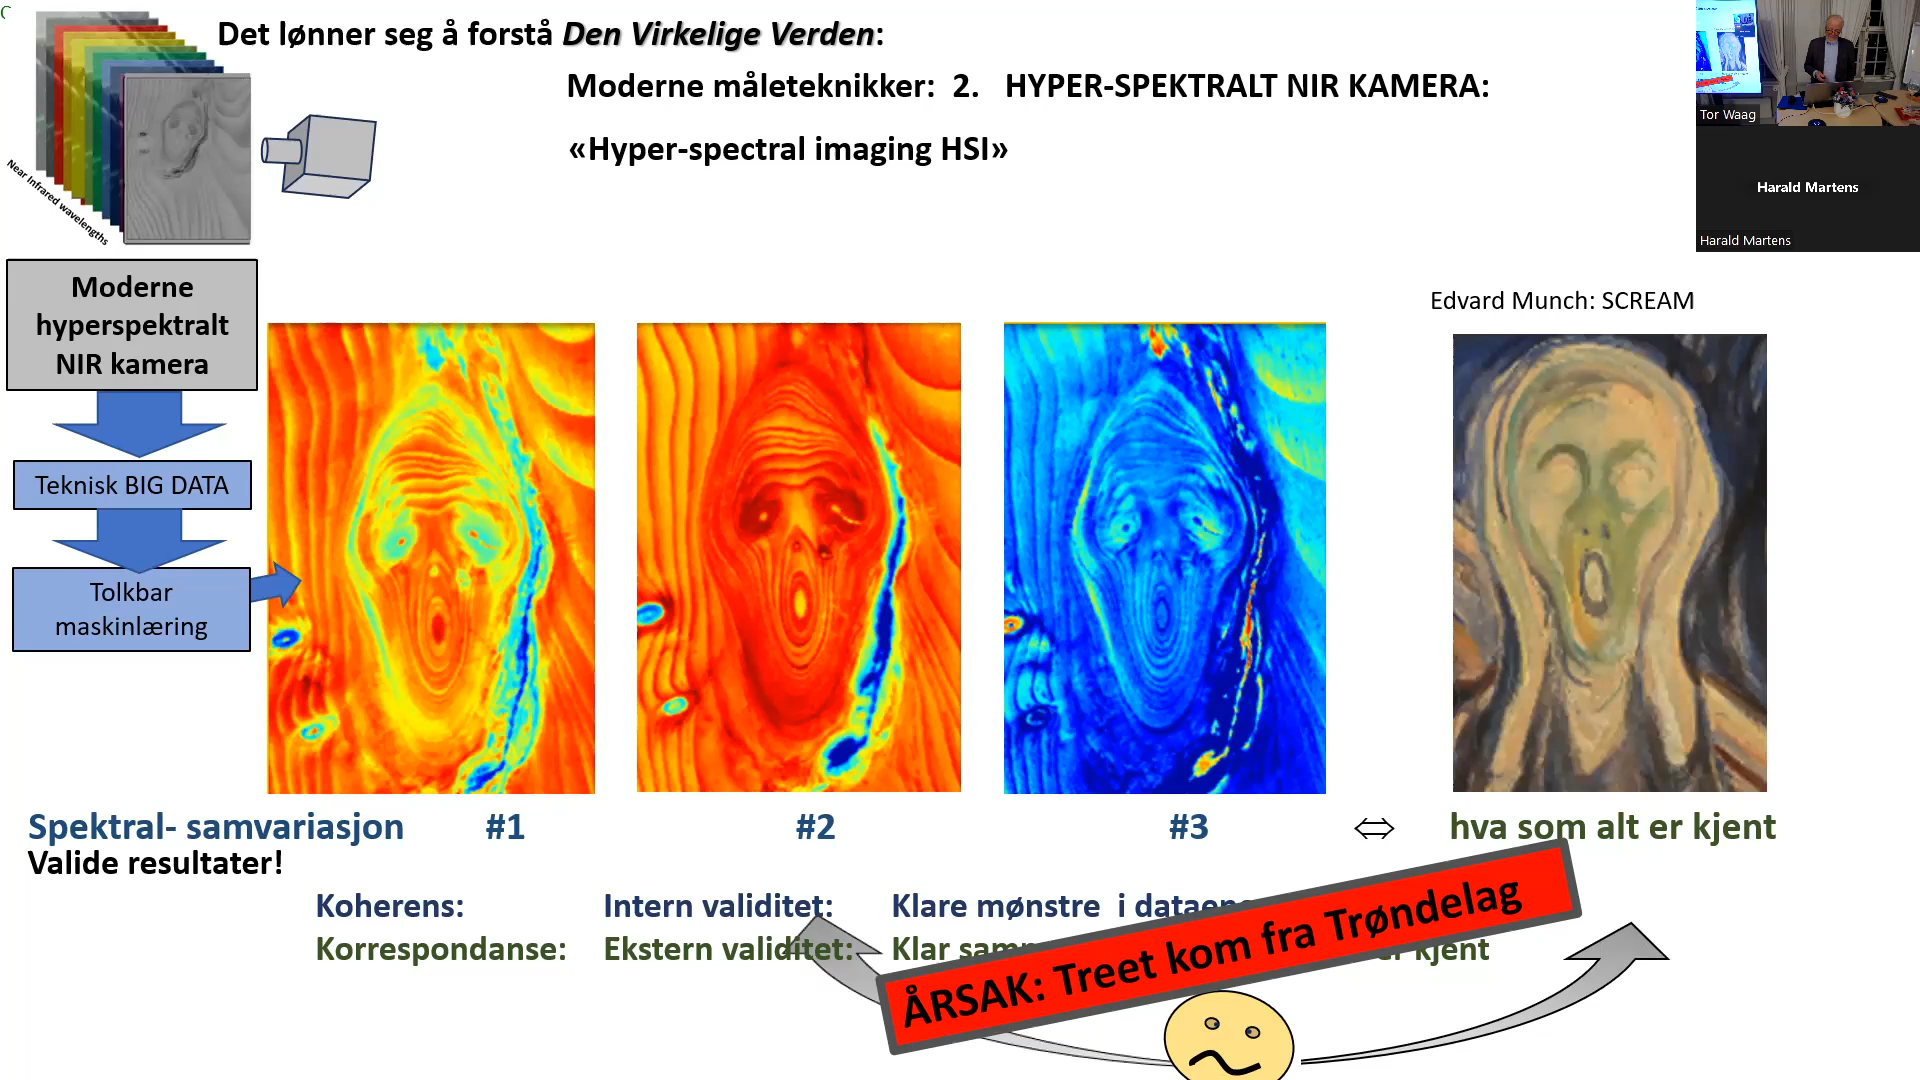 Det lønner seg å forstå Den Virkelige Verden:
Moderne måleteknikker: 2. HYPER-SPEKTRALT NIR KAMERA:
«Hyper-spectral imaging HSI»
Near Infrared wavelengths
Tor Waag
Harald Martens
Harald Martens
Moderne
hyperspektralt
NIR kamera
Teknisk BIG DATA
Tolkbar
maskinlæring
Edvard Munch: SCREAM
Spektral- samvariasjon #1 #2 #3 ⇔ hva som alt er kjent
Valide resultater!
Koherens: Intern validitet: Klare mønstre i
Korrespondanse: Ekstern validitet: Klar kjent
ÅRSAK: Treet kom fra Trøndelag